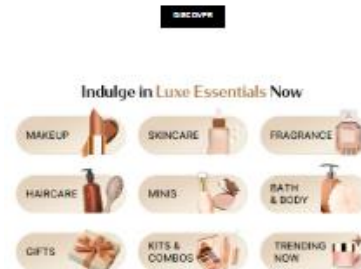 DISCOVER
Indulge in Luxe Essentials Now
MAKEUP
SKINCARE
FRAGRANCE
HAIRCARE
MINIS
BATH
& BODY
GIFTS
KITS &
COMBOS
TRENDING
NOW